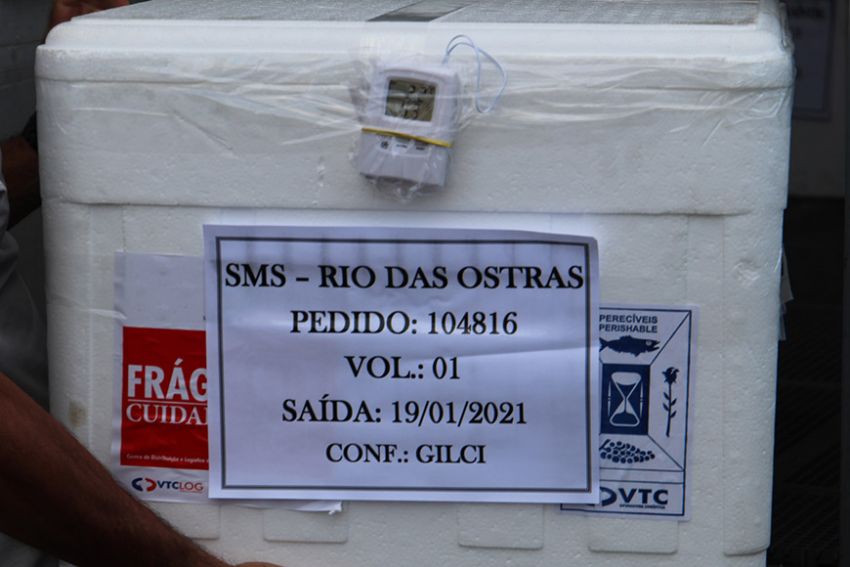 SMS – RIO DAS OSTRAS
PEDIDO: 104816
VOL.: 01
SAÍDA: 19/01/2021
CONF.: GILCI
FRÁG
CUIDA
VTCLOG
PERECÍVEIS
PERISHABLE
VTC